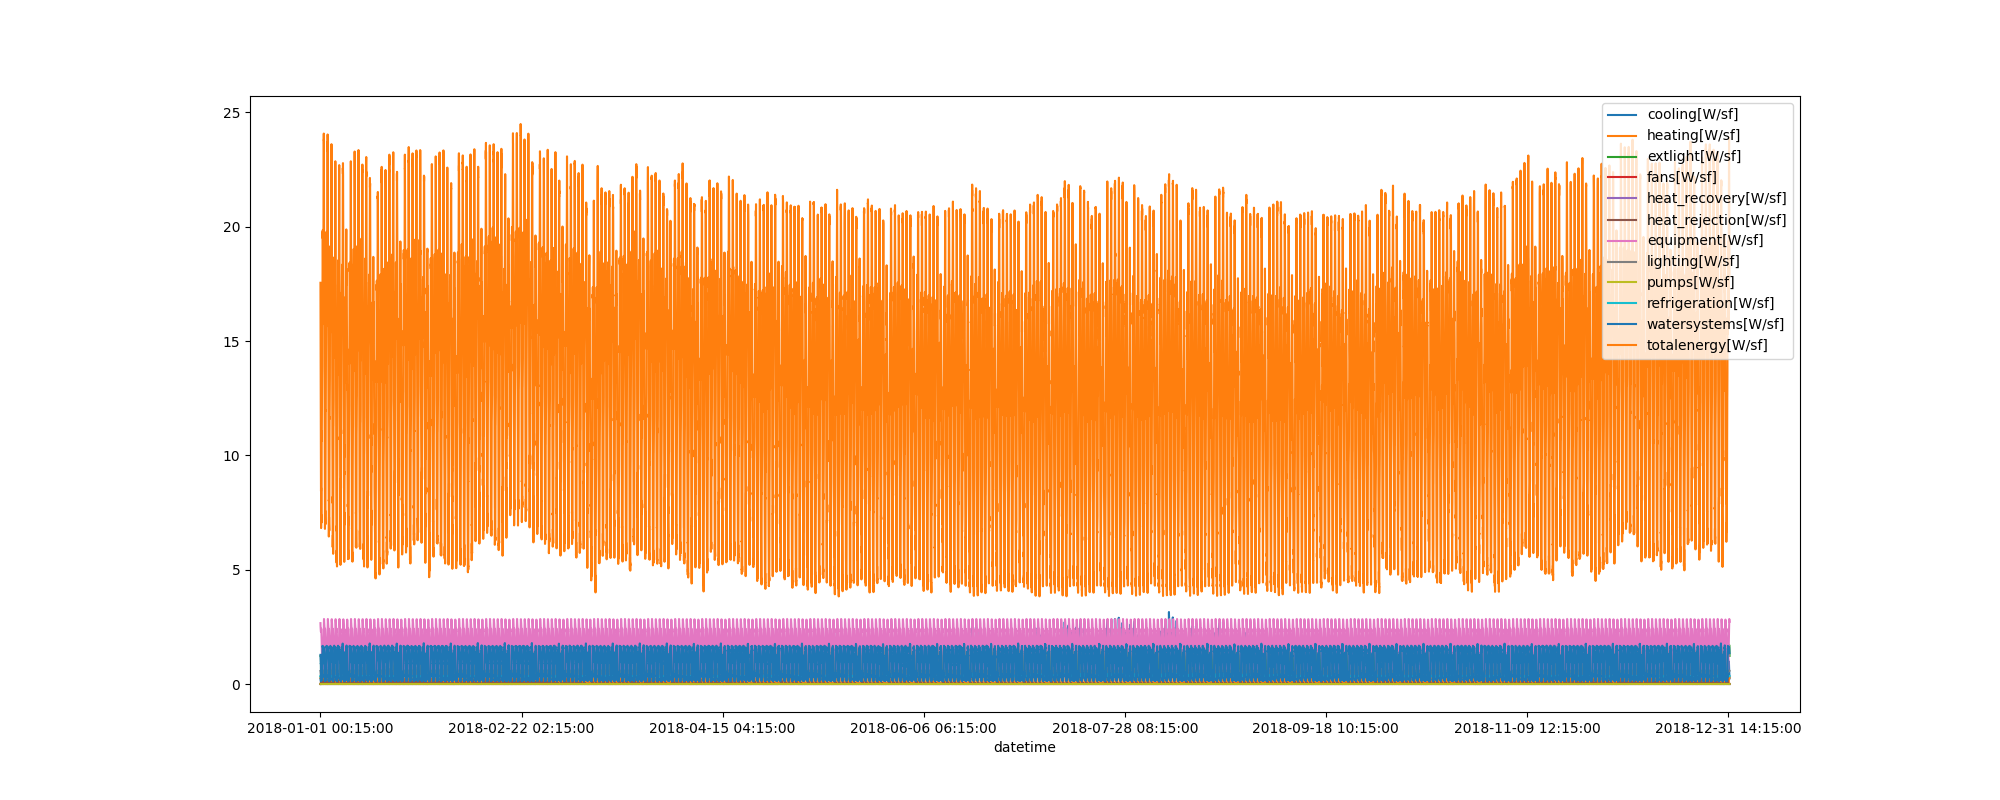 25
20
15
10
5
0
cooling[W/sf]
heating[W/sf]
extlight[W/sf]
fans[W/sf]
heat_recovery[W/sf]
heat_rejection[W/sf]
equipment[W/sf]
lighting[W/sf]
pumps[W/sf]
refrigeration[W/sf]
watersystems[W/sf]
totalenergy[W/sf]
2018-01-01 00:15:00 2018-02-22 02:15:00 2018-04-15 04:15:00 2018-06-06 06:15:00 2018-07-28 08:15:00 2018-09-18 10:15:00 2018-11-09 12:15:00 2018-12-31 14:15:00
datetime